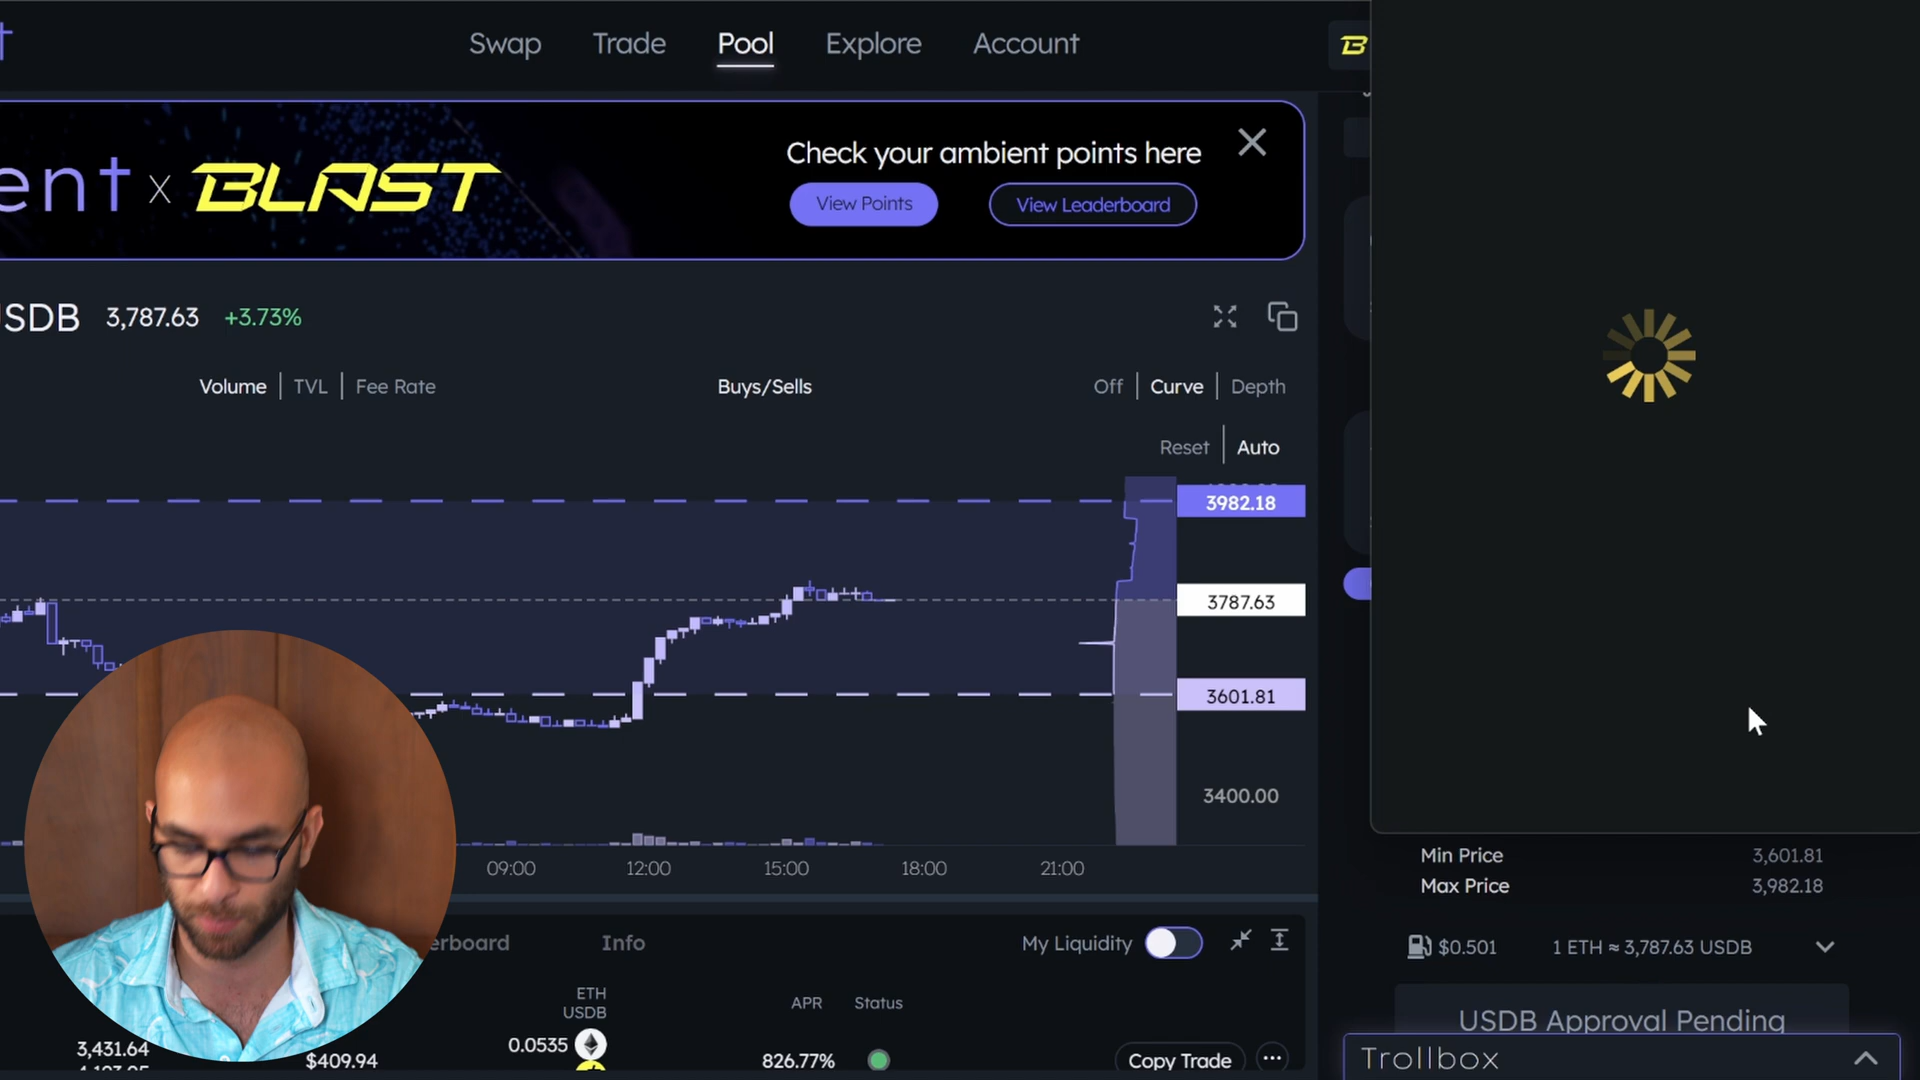 Swap Trade Pool Explore Account
ent x BLAST
Check your ambient points here
View Points View Leaderboard
SDB 3,787.63 +3.73%
Volume TVL Fee Rate Buys/Sells Off Curve Depth
Reset Auto
3982.18
3787.63
3601.81
3400.00
09:00 12:00 15:00 18:00 21:00
Min Price 3,601.81
Max Price 3,982.18
erboard Info My Liquidity
$0.501 1 ETH ≈ 3,787.63 USDB
ETH
USDB
APR Status
USDB Approval Pending
3,431.64
$409.94
0.0535
826.77%
Copy Trade
Trollbox